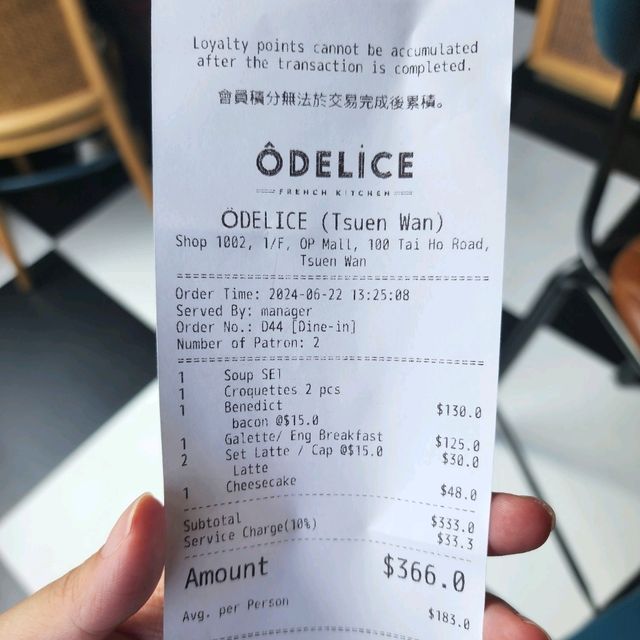 Loyalty points cannot be accumulated
after the transaction is completed.
會員積分無法於交易完成後累積。
ÔDELICE
FRENCH KITCHEN
ÖDELICE (Tsuen Wan)
Shop 1002, 1/F, OP Mall, 100 Tai Ho Road,
Tsuen Wan
Order Time: 2024-06-22 13:25:08
Served By: manager
Order No.: D44 [Dine-in]
Number of Patron: 2
1 Soup SET
1 Croquettes 2 pcs
1 Benedict $130.0
bacon @$15.0
1 Galette/ Eng Breakfast $125.0
2 Set Latte / Cap @$15.0 $30.0
Latte
1 Cheesecake $48.0
Subtotal $333.0
Service Charge(10%) $33.3
Amount $366.0
Avg. per Person $183.0